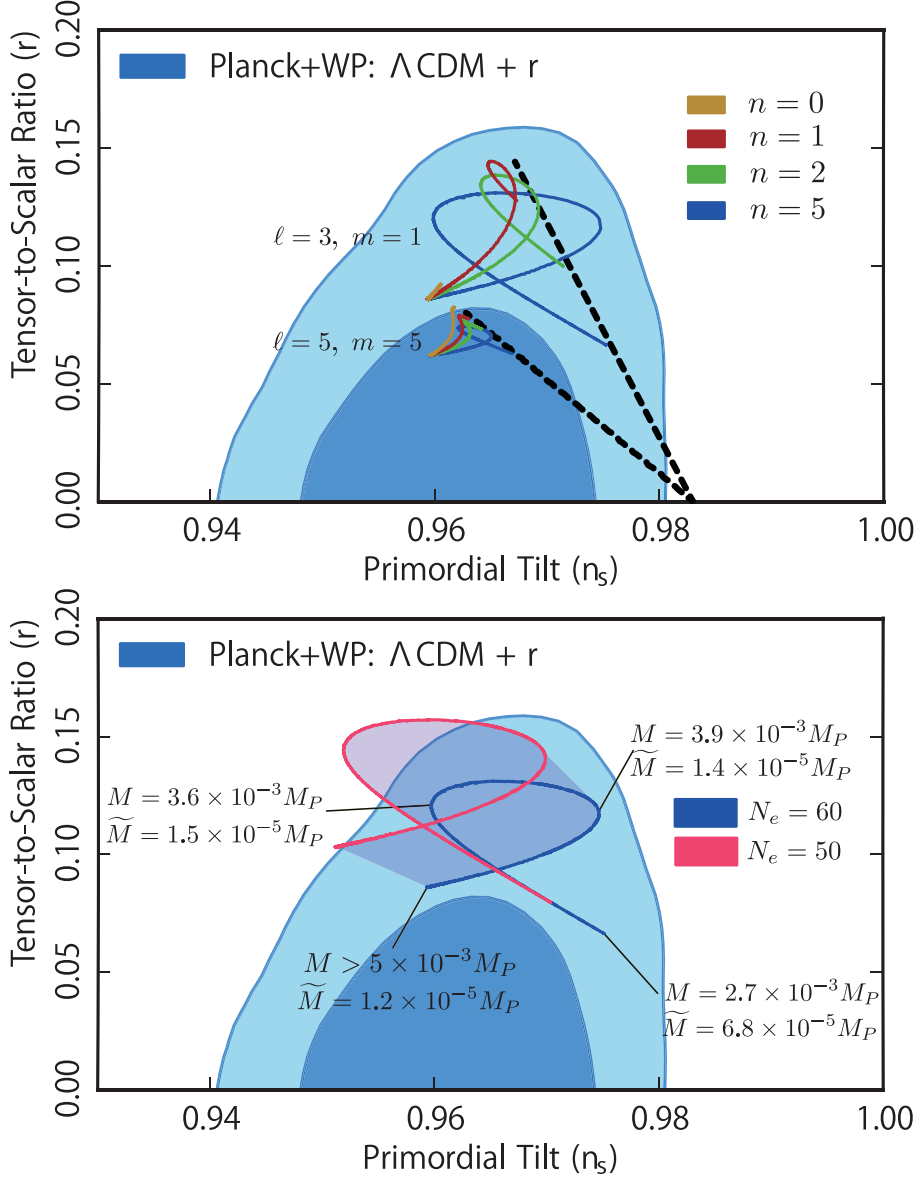 Tensor-to-Scalar Ratio (r)
0.20
0.15
0.10
0.05
0.00
Planck+WP: ΛCDM + r
n = 0
n = 1
n = 2
n = 5
ℓ = 3, m = 1
ℓ = 5, m = 5
0.94
0.96
0.98
1.00
Primordial Tilt (nₛ)
Tensor-to-Scalar Ratio (r)
0.20
0.15
0.10
0.05
0.00
Planck+WP: ΛCDM + r
M = 3.9 × 10⁻³M_P
M̃ = 1.4 × 10⁻⁵M_P
M = 3.6 × 10⁻³M_P
M̃ = 1.5 × 10⁻⁵M_P
N_e = 60
N_e = 50
M > 5 × 10⁻³M_P
M̃ = 1.2 × 10⁻⁵M_P
M = 2.7 × 10⁻³M_P
M̃ = 6.8 × 10⁻⁵M_P
0.94
0.96
0.98
1.00
Primordial Tilt (nₛ)